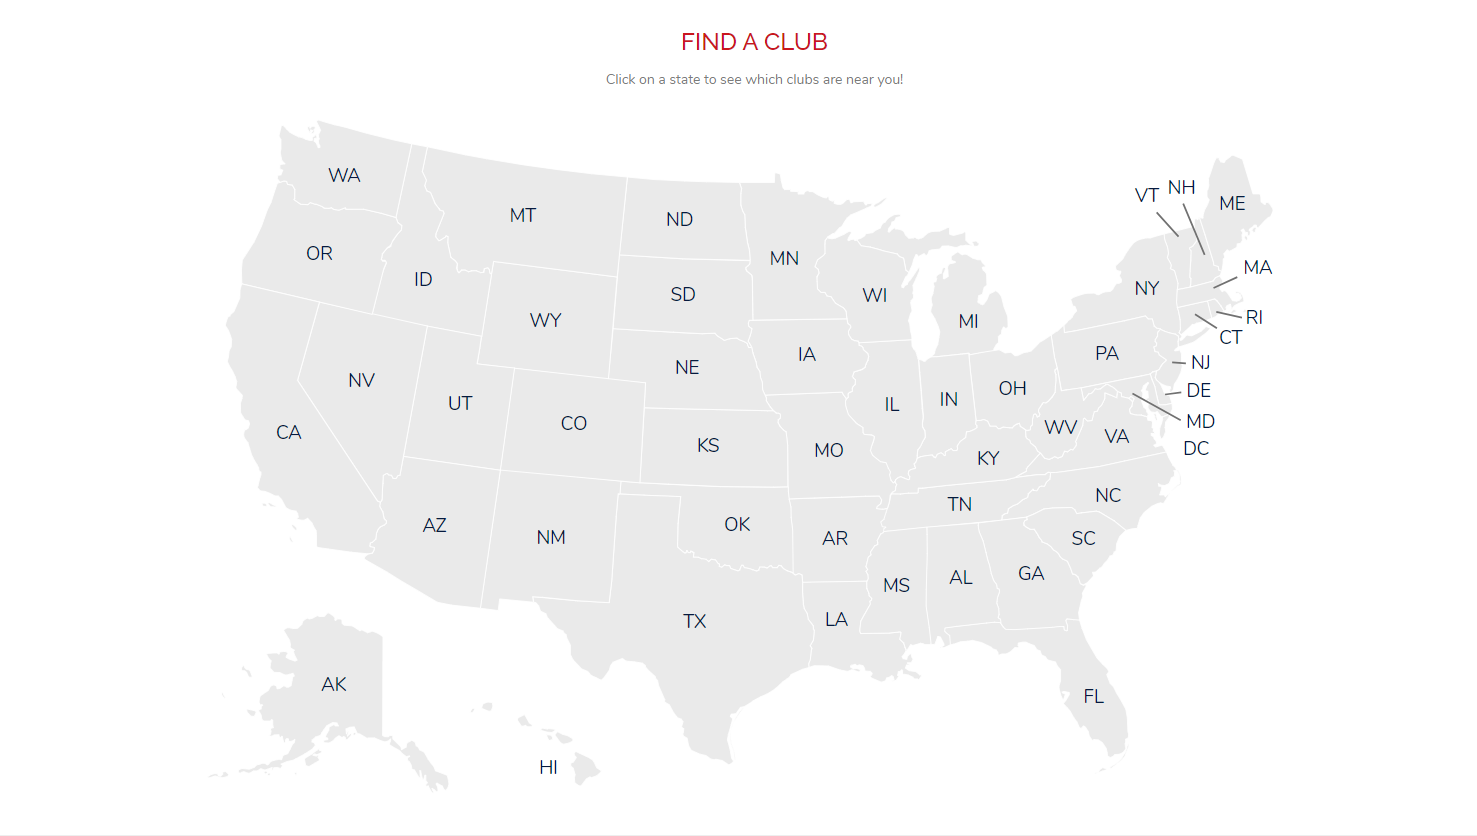 FIND A CLUB
Click on a state to see which clubs are near you!
WA
MT
ND
MN
VT
NH
ME
OR
ID
SD
WI
NY
MA
WY
MI
RI
CT
NV
UT
CO
NE
IA
IL
IN
OH
PA
NJ
DE
MD
DC
CA
KS
MO
KY
WV
VA
AZ
NM
OK
AR
TN
NC
SC
MS
AL
GA
TX
LA
AK
FL
HI